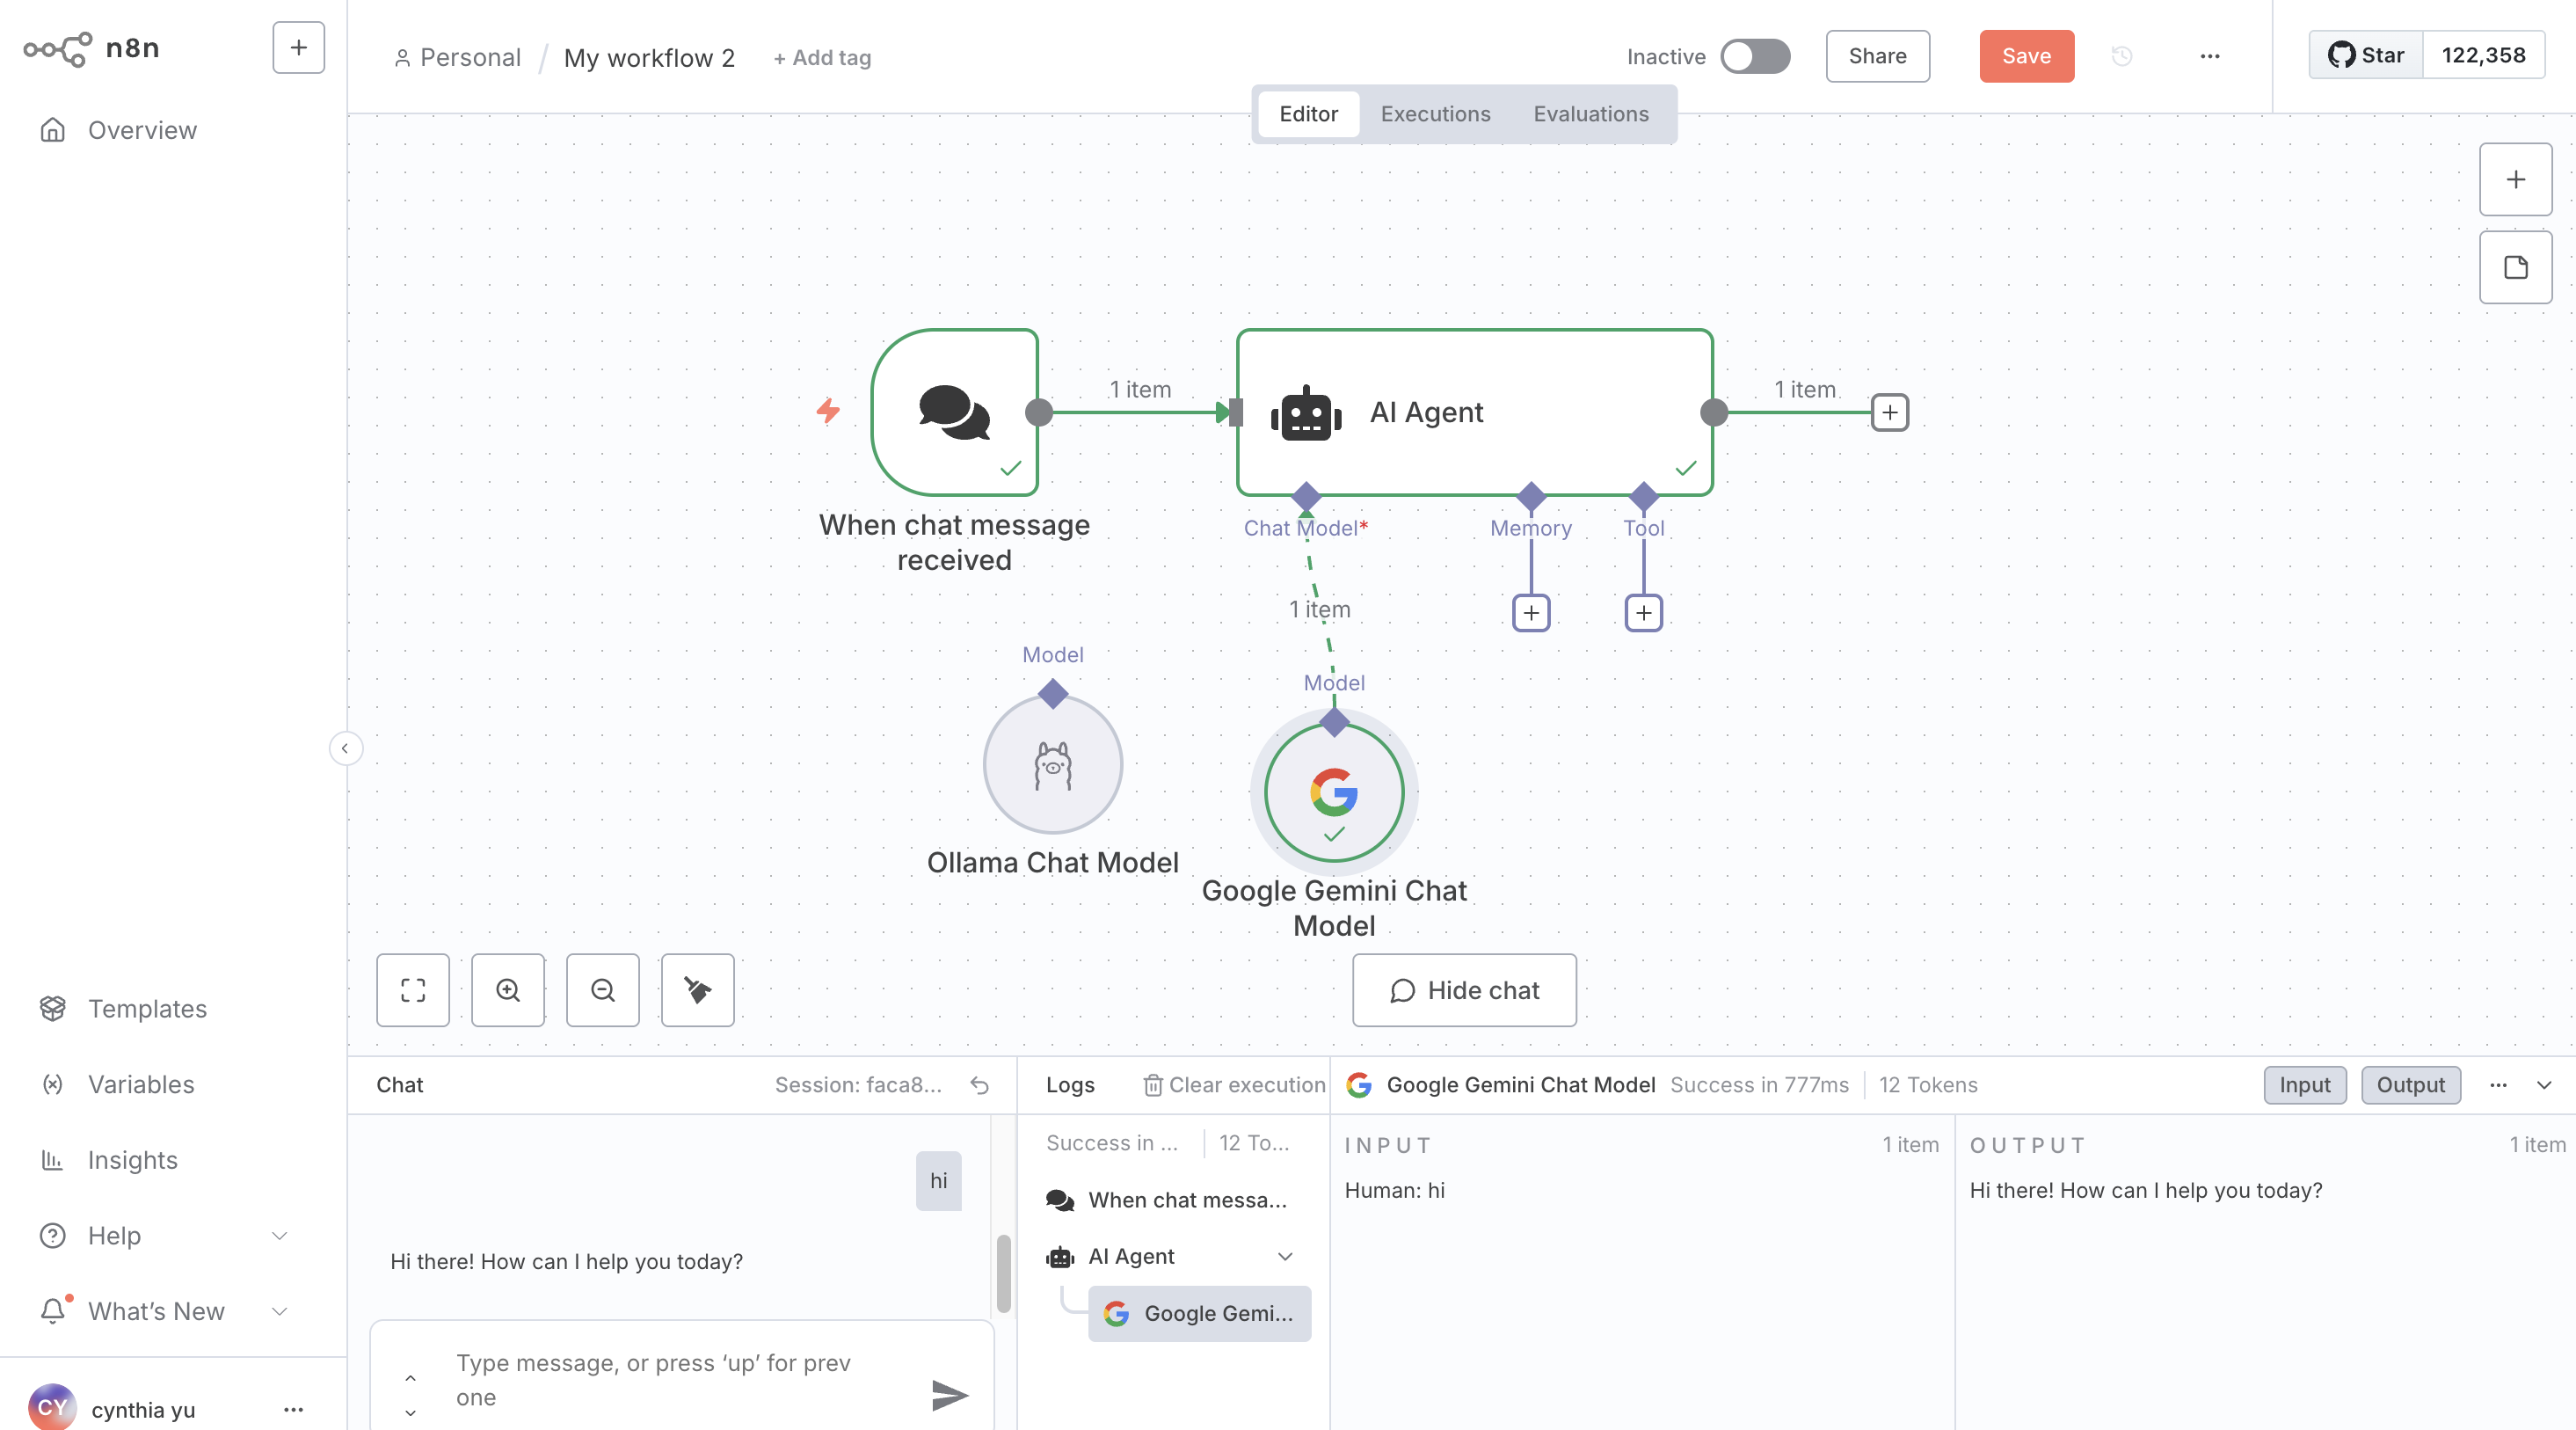 n8n
Personal / My workflow 2 + Add tag
Inactive Share Save ... Star 122,358
Overview
Editor Executions Evaluations
1 item
AI Agent
1 item
When chat message
received
Chat Model*
Memory
Tool
1 item
Model
Model
Ollama Chat Model
Google Gemini Chat
Model
Hide chat
Templates
Variables
Insights
Help
What's New
CY cynthia yu ...
Chat Session: faca8...
hi
Hi there! How can I help you today?
Type message, or press ‘up’ for prev
one
Logs Clear execution
Success in ... 12 To...
When chat messa...
AI Agent
Google Gemi...
Google Gemini Chat Model Success in 777ms 12 Tokens Input Output ...
INPUT 1 item
Human: hi
OUTPUT 1 item
Hi there! How can I help you today?